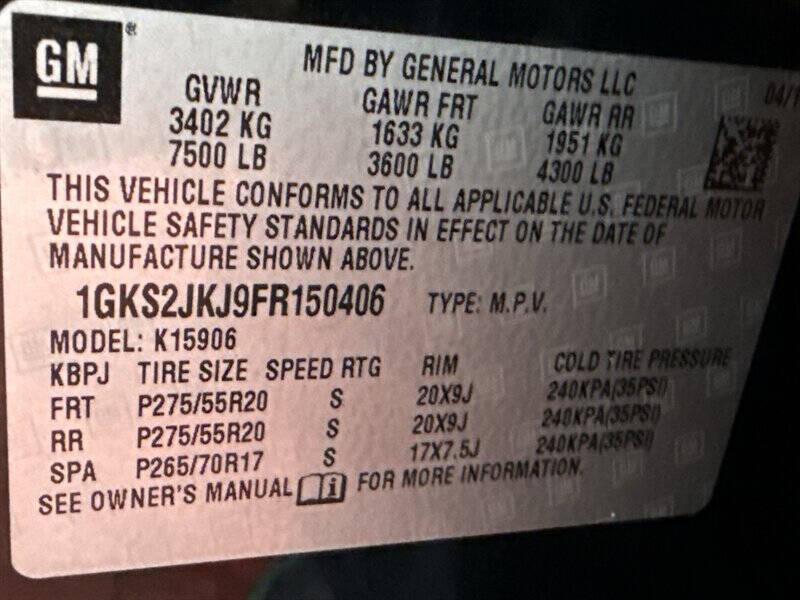 GM®
MFD BY GENERAL MOTORS LLC
04/1
GVWR GAWR FRT GAWR RR
3402 KG 1633 KG 1951 KG
7500 LB 3600 LB 4300 LB
THIS VEHICLE CONFORMS TO ALL APPLICABLE U.S. FEDERAL MOTOR
VEHICLE SAFETY STANDARDS IN EFFECT ON THE DATE OF
MANUFACTURE SHOWN ABOVE.
1GKS2JKJ9FR150406 TYPE: M.P.V.
MODEL: K15906
KBPJ TIRE SIZE SPEED RTG RIM COLD TIRE PRESSURE
FRT P275/55R20 S 20X9J 240KPA(35PSI)
RR P275/55R20 S 20X9J 240KPA(35PSI)
SPA P265/70R17 S 17X7.5J 240KPA(35PSI)
SEE OWNER'S MANUAL i FOR MORE INFORMATION.